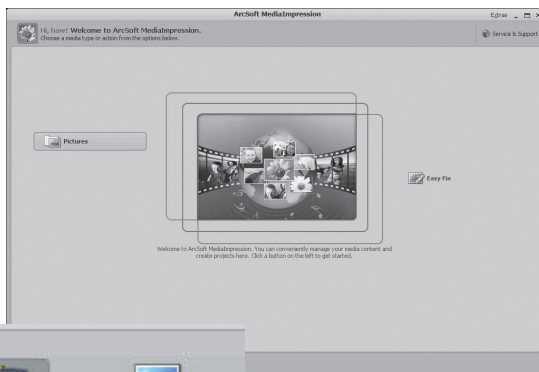 ArcSoft MediaImpression
Extras
Hi, how! Welcome to ArcSoft MediaImpression.
Choose a media type or action from the options below.
Service & Support
Pictures
Easy Fix
Welcome to ArcSoft MediaImpression. You can conveniently manage your media content and
create projects here. Click a button on the left to get started.